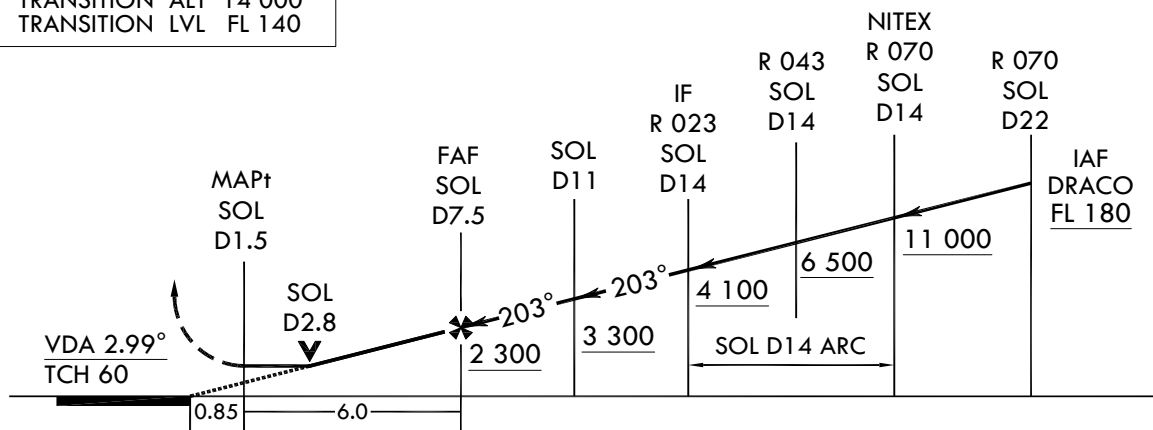 TRANSITION ALT 14 000
TRANSITION LVL FL 140
NITEX
R 070
SOL
D14
R 070
SOL
D22
R 043
SOL
D14
IF
R 023
SOL
D14
SOL
D11
FAF
SOL
D7.5
MAPt
SOL
D1.5
IAF
DRACO
FL 180
11 000
6 500
4 100
3 300
2 300
203°
203°
SOL
D2.8
SOL D14 ARC
VDA 2.99°
TCH 60
0.85
6.0